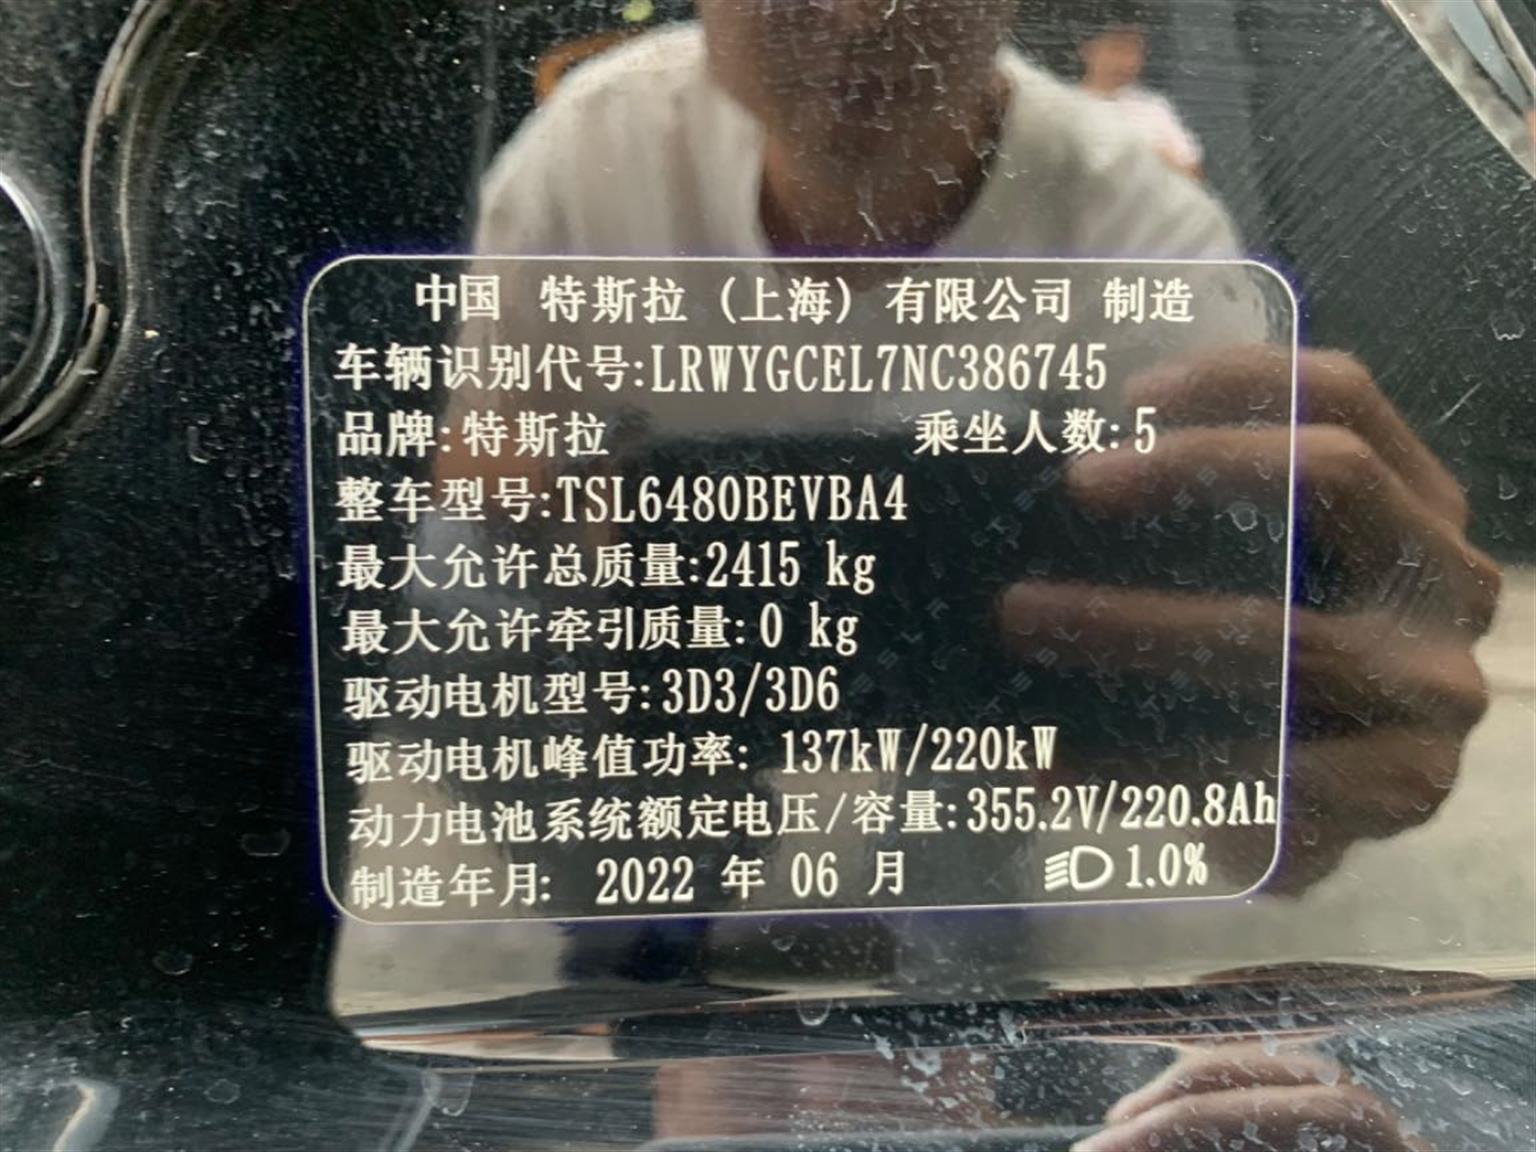 中国 特斯拉（上海）有限公司 制造
车辆识别代号:LRWYGCEL7NC386745
品牌:特斯拉 乘坐人数:5
整车型号:TSL6480BEVBA4
最大允许总质量:2415 kg
最大允许牵引质量:0 kg
驱动电机型号:3D3/3D6
驱动电机峰值功率: 137kW/220kW
动力电池系统额定电压/容量:355.2V/220.8Ah
制造年月: 2022 年 06 月 1.0%